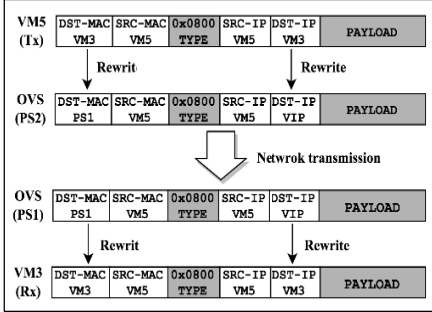 VM5 (Tx) DST-MAC VM3 SRC-MAC VM5 0x0800 TYPE SRC-IP VM5 DST-IP VM3 PAYLOAD
Rewrit Rewrite
OVS (PS2) DST-MAC PS1 SRC-MAC VM5 0x0800 TYPE SRC-IP VM5 DST-IP VIP PAYLOAD
Netwrok transmission
OVS (PS1) DST-MAC PS1 SRC-MAC VM5 0x0800 TYPE SRC-IP VM5 DST-IP VIP PAYLOAD
Rewrit Rewrite
VM3 (Rx) DST-MAC VM3 SRC-MAC VM5 0x0800 TYPE SRC-IP VM5 DST-IP VM3 PAYLOAD